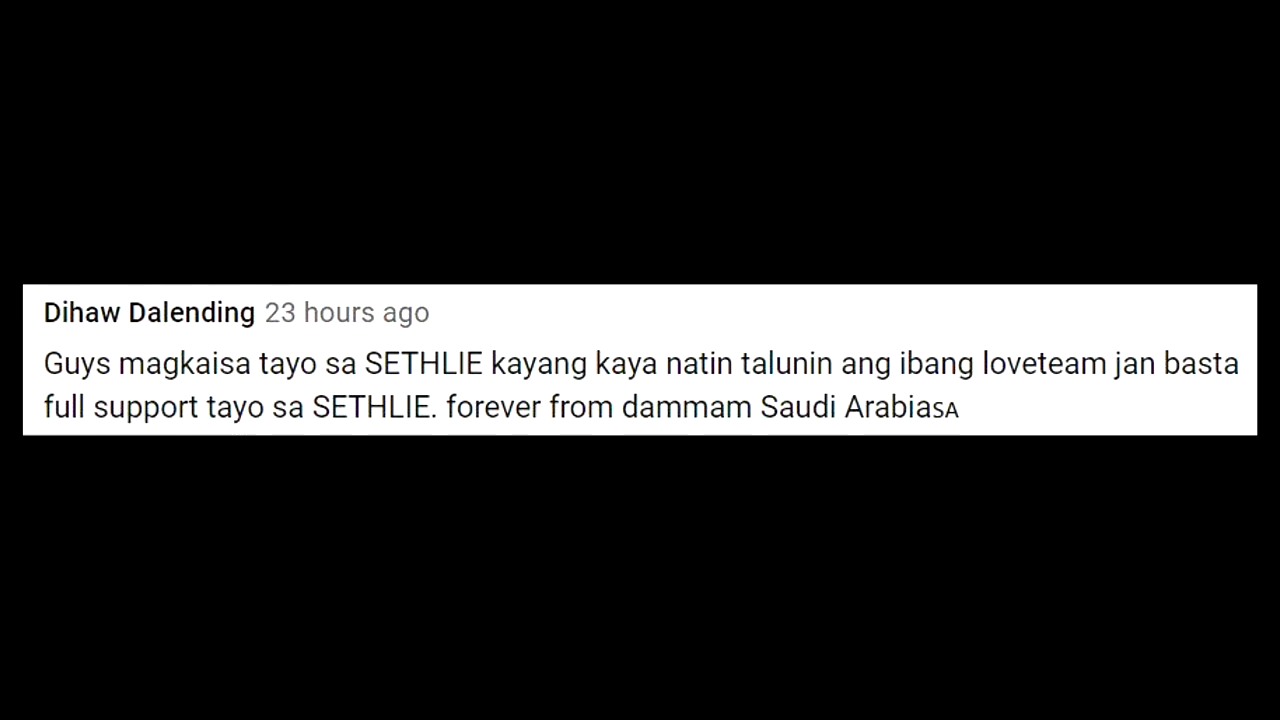 Dihaw Dalending 23 hours ago
Guys magkaisa tayo sa SETHLIE kayang kaya natin talunin ang ibang loveteam jan basta
full support tayo sa SETHLIE. forever from dammam Saudi ArabiaSA